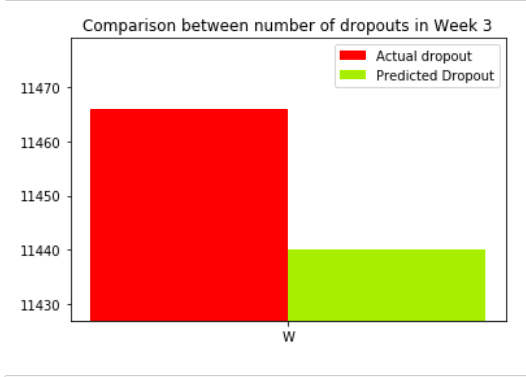 Comparison between number of dropouts in Week 3
Actual dropout
Predicted Dropout
11470
11460
11450
11440
11430
W